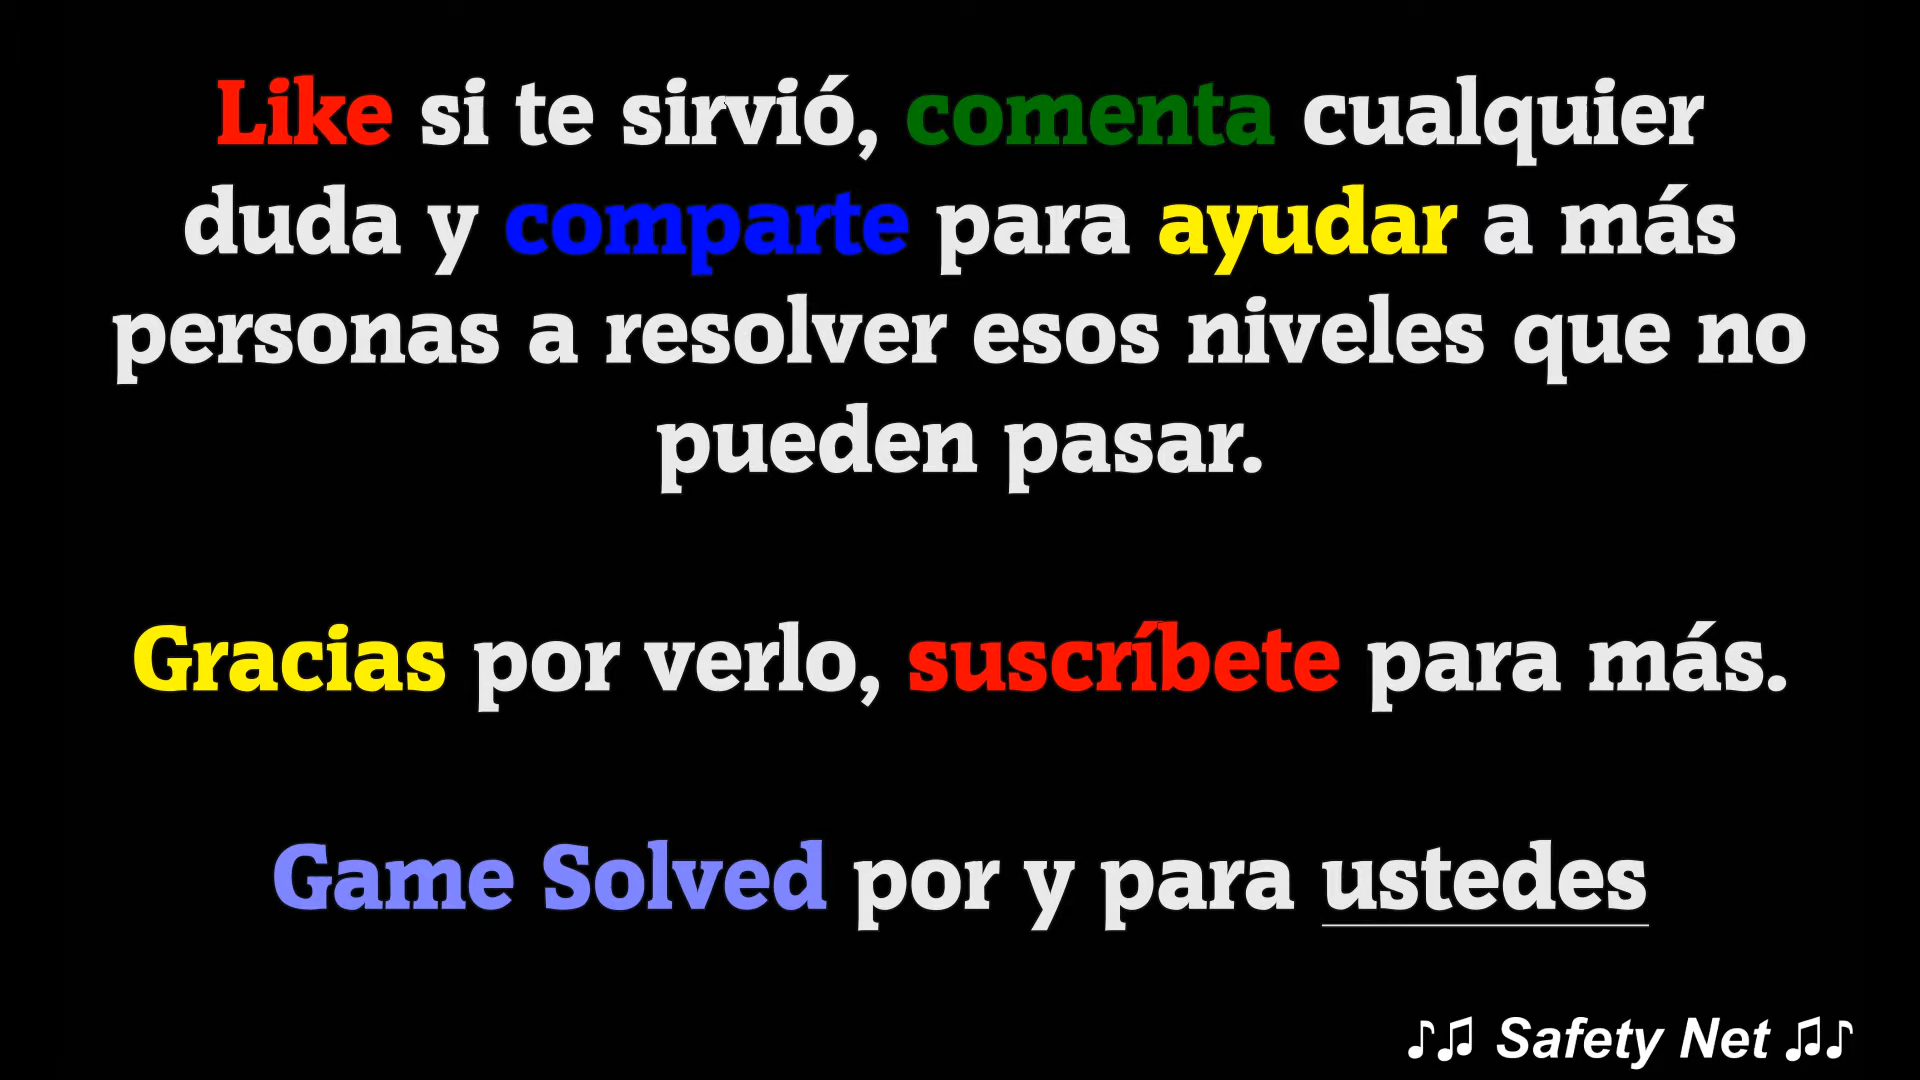 Like si te sirvió, comenta cualquier
duda y comparte para ayudar a más
personas a resolver esos niveles que no
pueden pasar.
Gracias por verlo, suscríbete para más.
Game Solved por y para ustedes
♪♫ Safety Net ♫♪